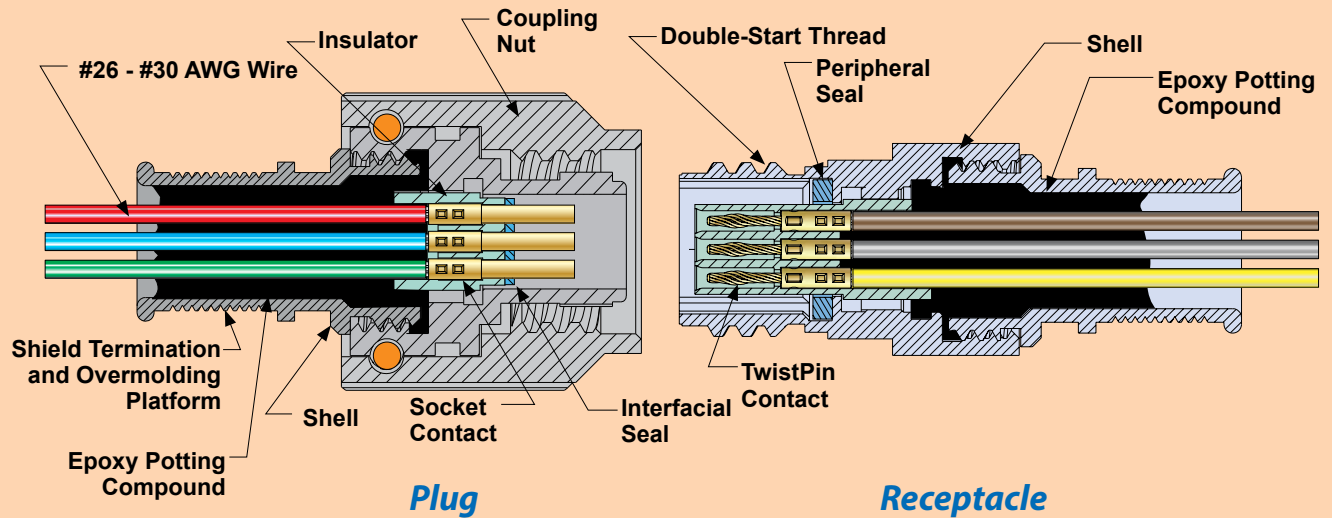 Insulator
Coupling
Nut
#26 - #30 AWG Wire
Double-Start Thread
Peripheral
Seal
Shell
Epoxy Potting
Compound
Shield Termination
and Overmolding
Platform
Shell
Socket
Contact
Interfacial
Seal
TwistPin
Contact
Epoxy Potting
Compound
Plug
Receptacle